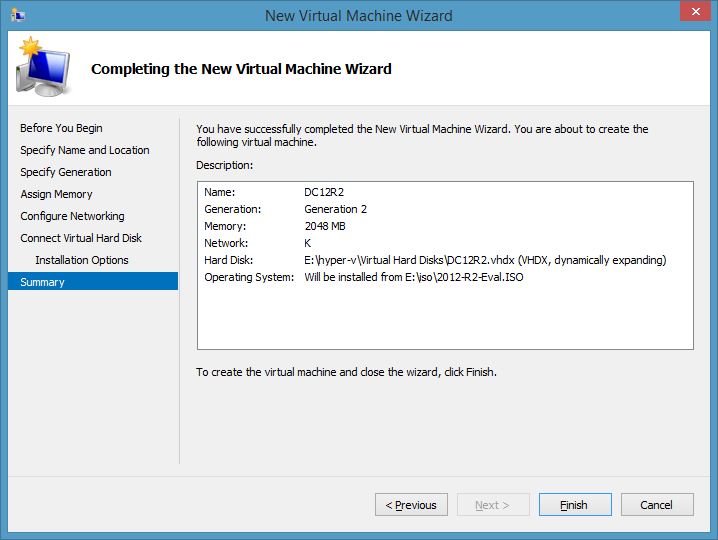 New Virtual Machine Wizard
Completing the New Virtual Machine Wizard
Before You Begin
Specify Name and Location
Specify Generation
Assign Memory
Configure Networking
Connect Virtual Hard Disk
Installation Options
Summary
You have successfully completed the New Virtual Machine Wizard. You are about to create the
following virtual machine.
Description:
Name: DC12R2
Generation: Generation 2
Memory: 2048 MB
Network: K
Hard Disk: E:\hyper-v\Virtual Hard Disks\DC12R2.vhdx (VHDX, dynamically expanding)
Operating System: Will be installed from E:\iso\2012-R2-Eval.ISO
To create the virtual machine and close the wizard, click Finish.
< Previous Next > Finish Cancel